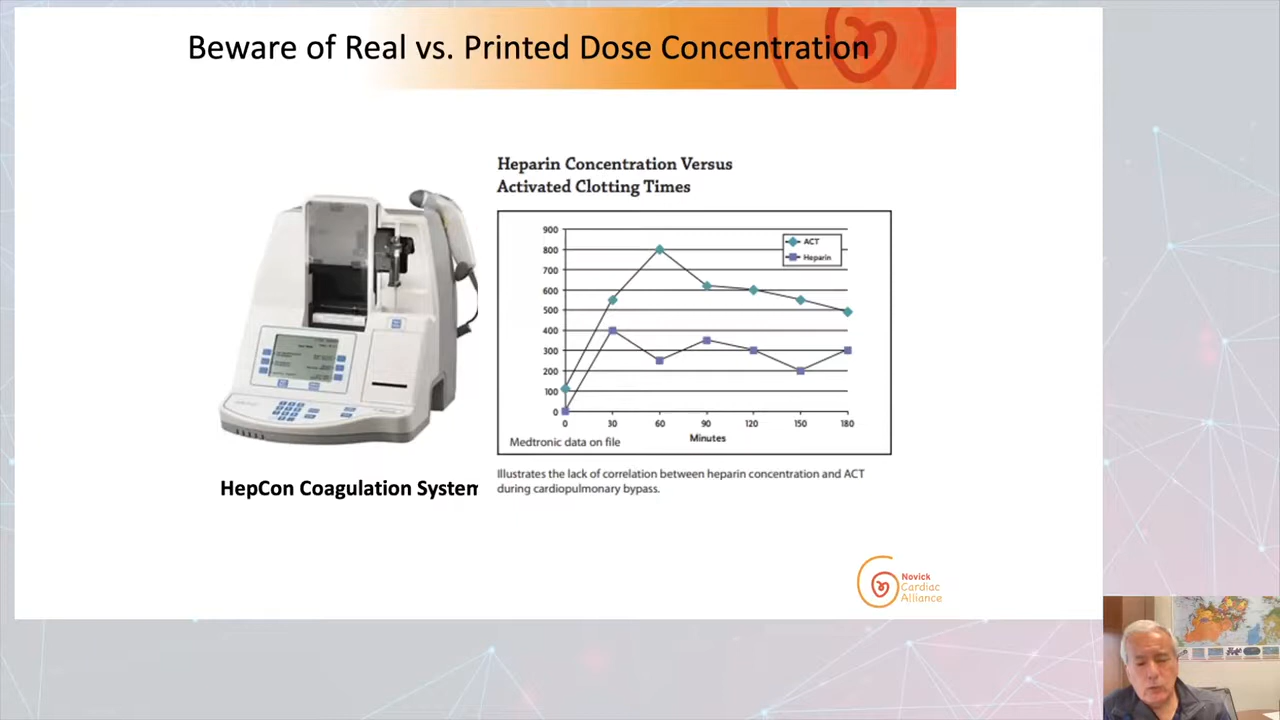 Beware of Real vs. Printed Dose Concentration
Heparin Concentration Versus
Activated Clotting Times
900
800
700
600
500
400
300
200
100
0
ACT
Heparin
0 30 60 90 120 150 180
Minutes
Medtronic data on file
Illustrates the lack of correlation between heparin concentration and ACT
during cardiopulmonary bypass.
HepCon Coagulation System
Novick
Cardiac
Alliance